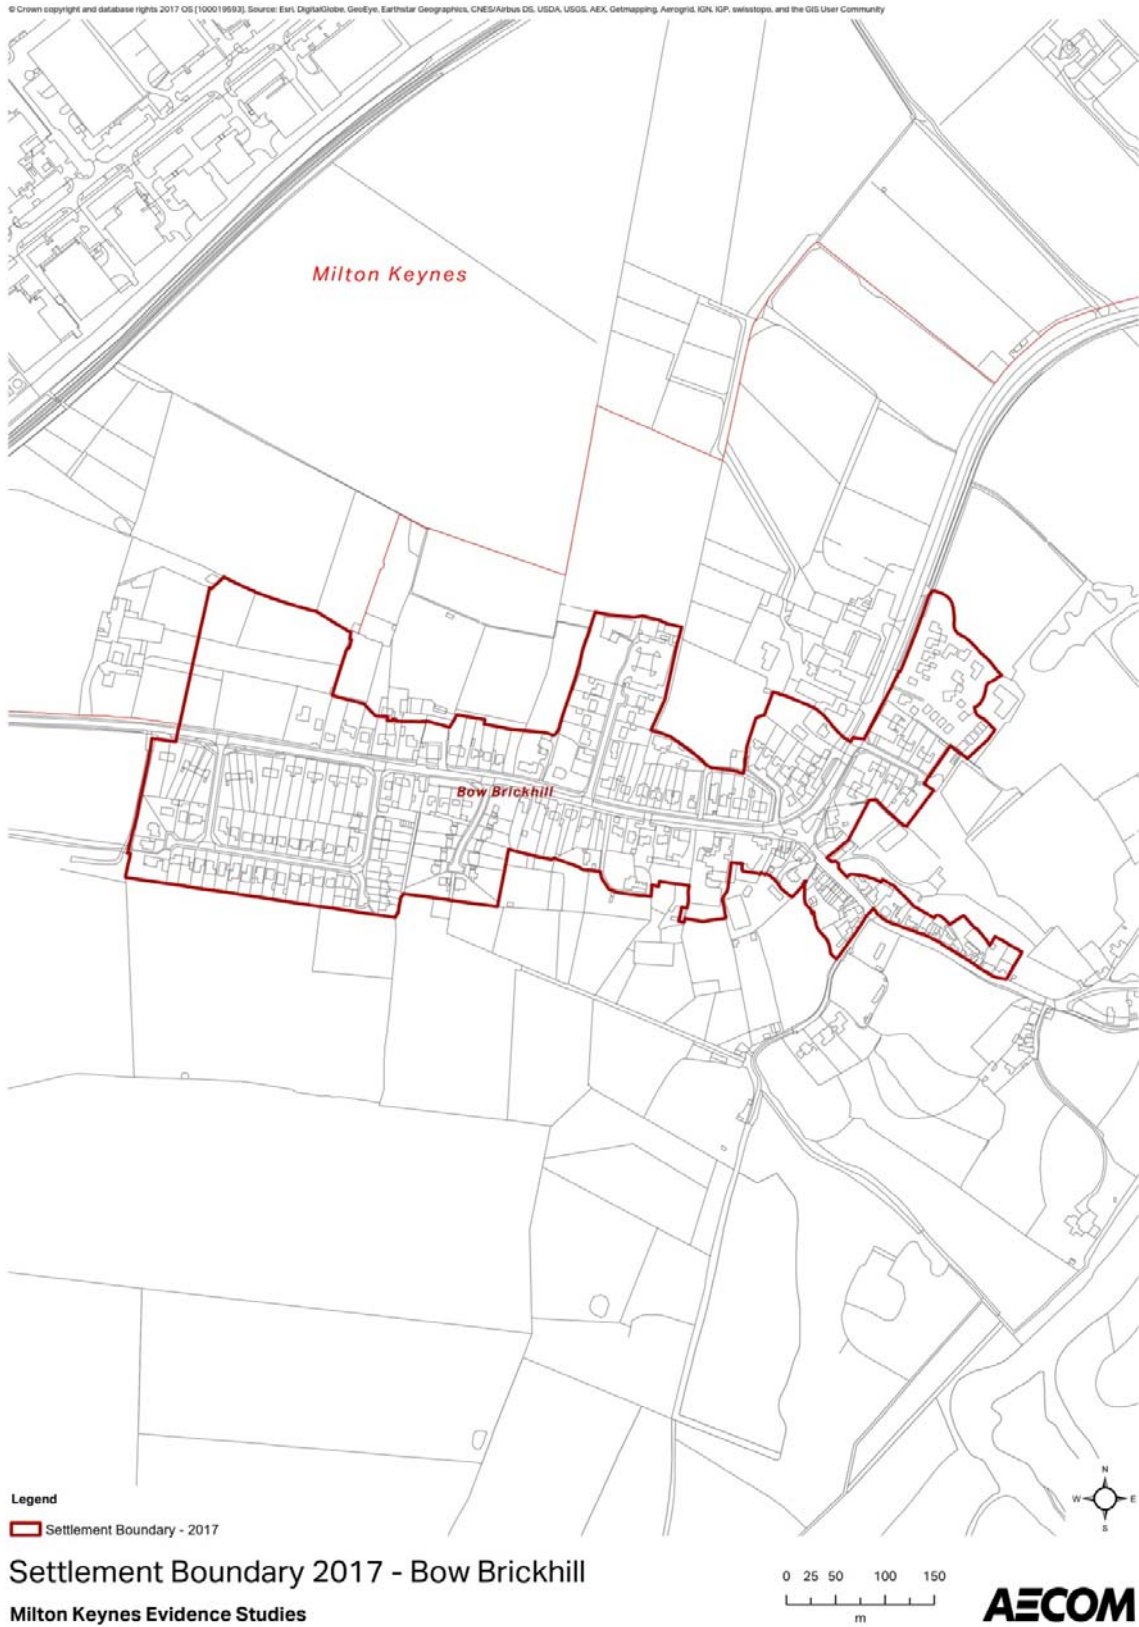 © Crown copyright and database rights 2017 OS [100019593]. Source: Esri, DigitalGlobe, GeoEye, Earthstar Geographics, CNES/Airbus DS, USDA, USGS, AEX, Getmapping, Aerogrid, IGN, IGP, swisstopo, and the GIS User Community
Milton Keynes
Bow Brickhill
N
W E
S
Legend
Settlement Boundary - 2017
Settlement Boundary 2017 - Bow Brickhill
Milton Keynes Evidence Studies
0 25 50 100 150
m
AECOM